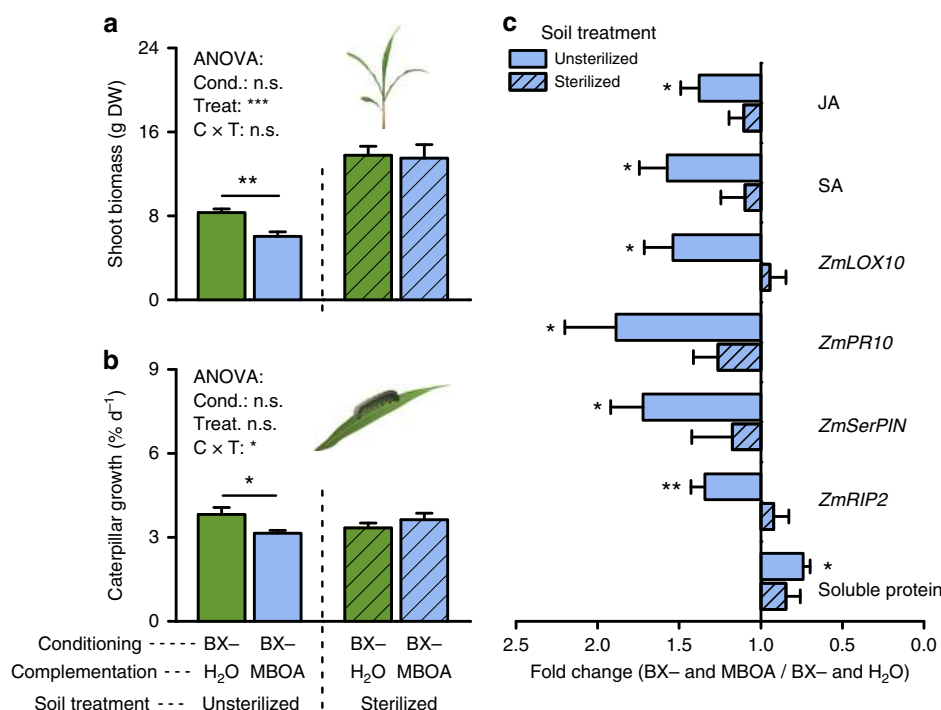 a
24
16
8
0
Shoot biomass (g DW)
ANOVA:
Cond.: n.s.
Treat: ***
C × T: n.s.
**
b
9
6
3
0
Caterpillar growth (% d⁻¹)
ANOVA:
Cond.: n.s.
Treat. n.s.
C × T: *
*
Conditioning ---- BX– BX– BX– BX–
Complementation --- H₂O MBOA H₂O MBOA
Soil treatment --- Unsterilized Sterilized
c
Soil treatment
Unsterilized
Sterilized
* JA
* SA
* ZmLOX10
* ZmPR10
* ZmSerPIN
** ZmRIP2
*
Soluble protein
2.5 2.0 1.5 1.0 0.5 0.0
Fold change (BX– and MBOA / BX– and H₂O)